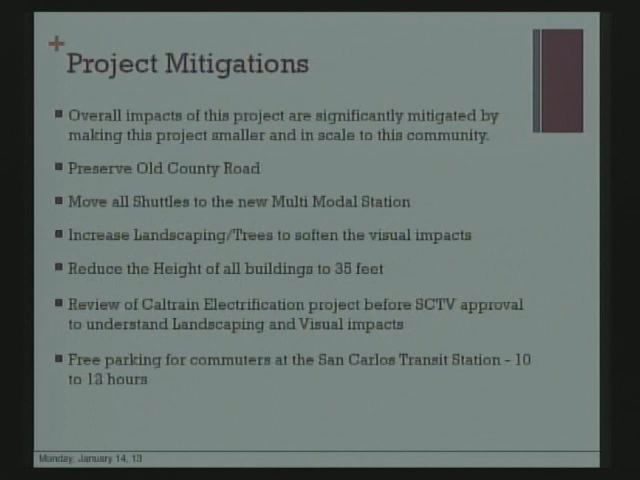 +
Project Mitigations
Overall impacts of this project are significantly mitigated by
making this project smaller and in scale to this community.
Preserve Old County Road
Move all Shuttles to the new Multi Modal Station
Increase Landscaping/Trees to soften the visual impacts
Reduce the Height of all buildings to 35 feet
Review of Caltrain Electrification project before SCTV approval
to understand Landscaping and Visual impacts
Free parking for commuters at the San Carlos Transit Station - 10
to 12 hours
Monday, January 14, 13